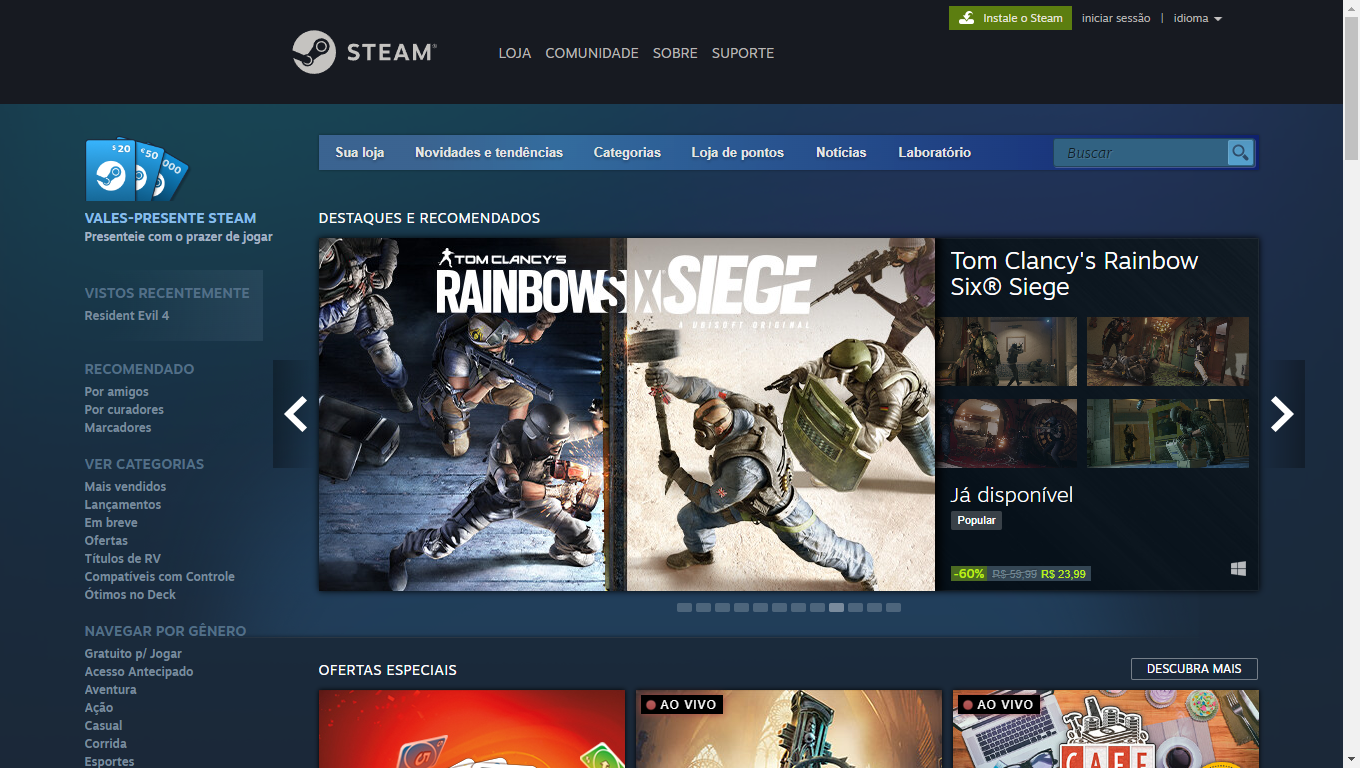 Instale o Steam
iniciar sessão | idioma
STEAM®
LOJA COMUNIDADE SOBRE SUPORTE
$20 €50 000
VALES-PRESENTE STEAM
Presenteie com o prazer de jogar
VISTOS RECENTEMENTE
Resident Evil 4
RECOMENDADO
Por amigos
Por curadores
Marcadores
VER CATEGORIAS
Mais vendidos
Lançamentos
Em breve
Ofertas
Títulos de RV
Compatíveis com Controle
Ótimos no Deck
NAVEGAR POR GÊNERO
Gratuito p/ Jogar
Acesso Antecipado
Aventura
Ação
Casual
Corrida
Esportes
Sua loja Novidades e tendências Categorias Loja de pontos Notícias Laboratório Buscar
DESTAQUES E RECOMENDADOS
TOM CLANCY'S
RAINBOWSIX SIEGE
A UBISOFT ORIGINAL
Tom Clancy's Rainbow
Six® Siege
Já disponível
Popular
-60% R$ 59,99 R$ 23,99
OFERTAS ESPECIAIS
DESCUBRA MAIS
AO VIVO
AO VIVO
CAFE